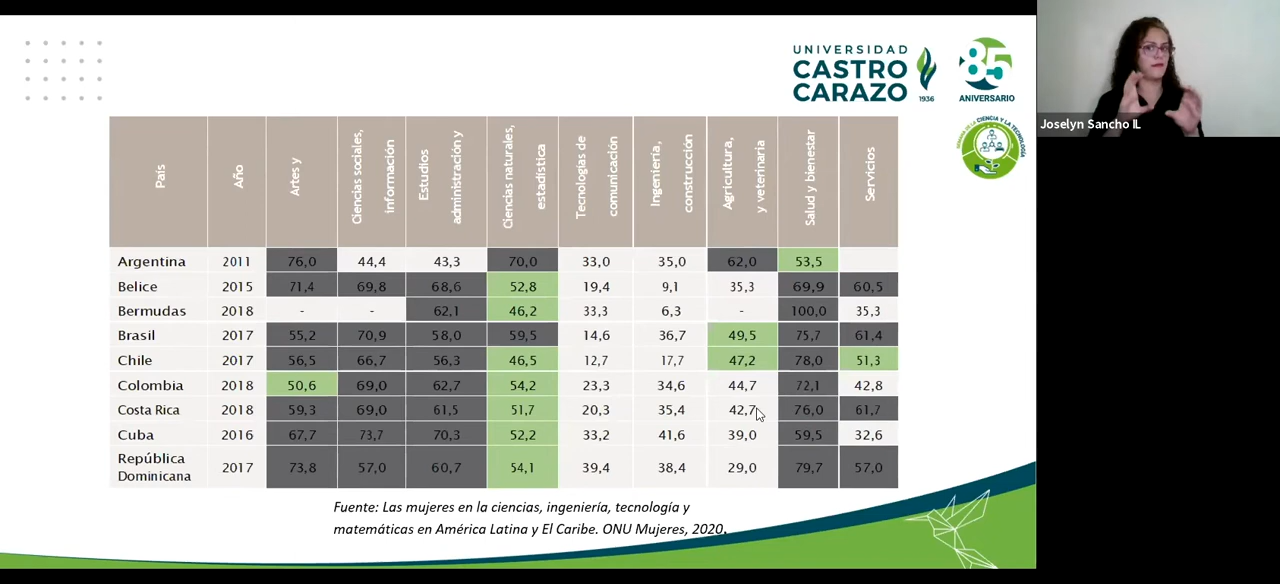 UNIVERSIDAD
CASTRO
CARAZO
1936
85
ANIVERSARIO
SEMANA DE LA CIENCIA Y LA TECNOLOGÍA
Joselyn Sancho IL
País Año Artes y Ciencias sociales, información Estudios administración y Ciencias naturales, estadística Tecnologías de comunicación Ingeniería, construcción Agricultura, y veterinaria Salud y bienestar Servicios
Argentina 2011 76,0 44,4 43,3 70,0 33,0 35,0 62,0 53,5
Belice 2015 71,4 69,8 68,6 52,8 19,4 9,1 35,3 69,9 60,5
Bermudas 2018 - - 62,1 46,2 33,3 6,3 - 100,0 35,3
Brasil 2017 55,2 70,9 58,0 59,5 14,6 36,7 49,5 75,7 61,4
Chile 2017 56,5 66,7 56,3 46,5 12,7 17,7 47,2 78,0 51,3
Colombia 2018 50,6 69,0 62,7 54,2 23,3 34,6 44,7 72,1 42,8
Costa Rica 2018 59,3 69,0 61,5 51,7 20,3 35,4 42,7 76,0 61,7
Cuba 2016 67,7 73,7 70,3 52,2 33,2 41,6 39,0 59,5 32,6
República Dominicana 2017 73,8 57,0 60,7 54,1 39,4 38,4 29,0 79,7 57,0
Fuente: Las mujeres en la ciencias, ingeniería, tecnología y
matemáticas en América Latina y El Caribe. ONU Mujeres, 2020.